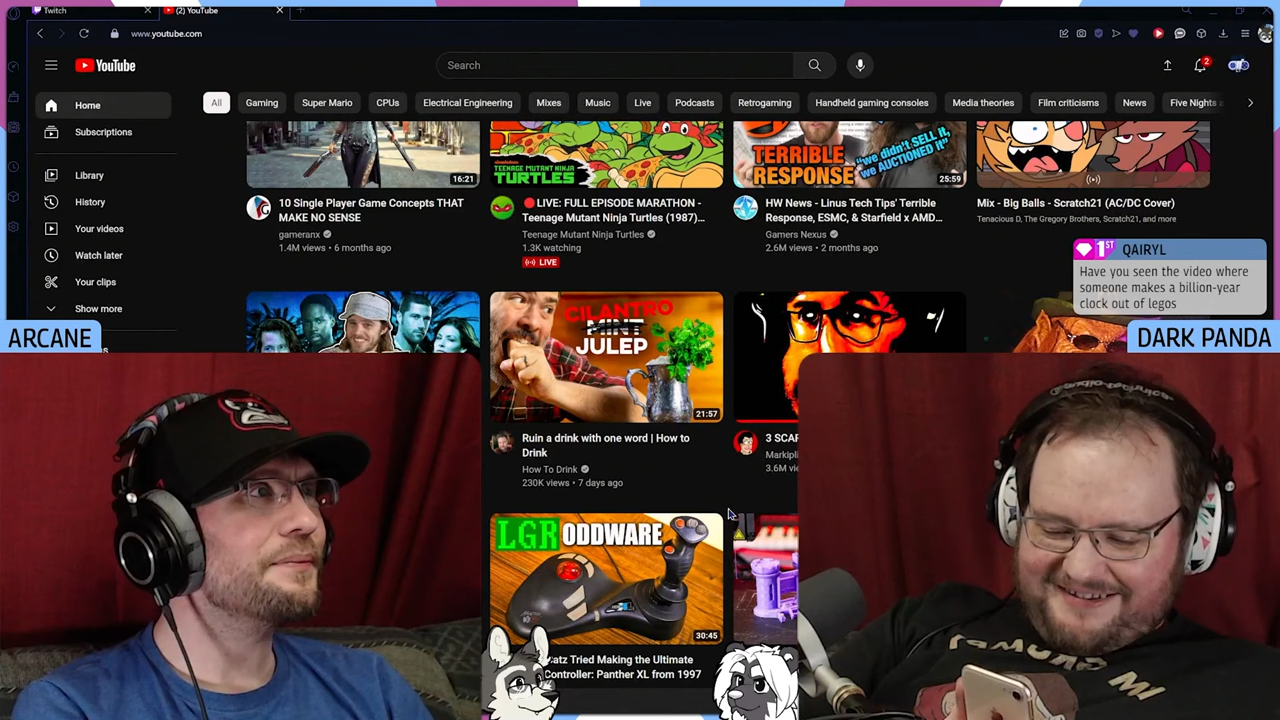 Twitch
(2) YouTube
www.youtube.com
YouTube
Search
2
Home
Subscriptions
Library
History
Your videos
Watch later
Your clips
Show more
All
Gaming
Super Mario
CPUs
Electrical Engineering
Mixes
Music
Live
Podcasts
Retrogaming
Handheld gaming consoles
Media theories
Film criticisms
News
Five Nights
16:21
10 Single Player Game Concepts THAT
MAKE NO SENSE
gameranx
1.4M views • 6 months ago
TEENAGE MUTANT NINJA
TURTLES
LIVE: FULL EPISODE MARATHON -
Teenage Mutant Ninja Turtles (1987)...
Teenage Mutant Ninja Turtles
1.3K watching
LIVE
TERRIBLE
RESPONSE
"we didn't SELL it,
we AUCTIONED it"
25:59
HW News - Linus Tech Tips' Terrible
Response, ESMC, & Starfield x AMD...
Gamers Nexus
2.6M views • 2 months ago
Mix - Big Balls - Scratch21 (AC/DC Cover)
Tenacious D, The Gregory Brothers, Scratch21, and more
1ST QAIRYL
Have you seen the video where
someone makes a billion-year
clock out of legos
ARCANE
DARK PANDA
CILANTRO
MINT
JULEP
21:57
Ruin a drink with one word | How to
Drink
How To Drink
230K views • 7 days ago
3 SCAR
Markipli
3.6M vi
LGR ODDWARE
30:45
atz Tried Making the Ultimate
Controller: Panther XL from 1997
audio-technica